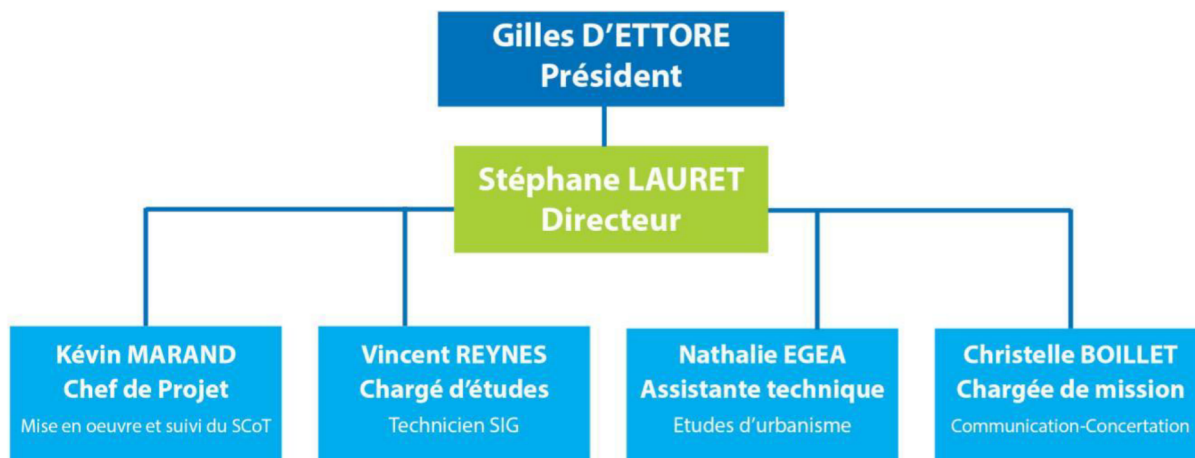 Gilles D'ETTORE
Président
Stéphane LAURET
Directeur
Kévin MARAND
Chef de Projet
Mise en oeuvre et suivi du SCoT
Vincent REYNES
Chargé d'études
Technicien SIG
Nathalie EGEA
Assistante technique
Etudes d'urbanisme
Christelle BOILLET
Chargée de mission
Communication-Concertation